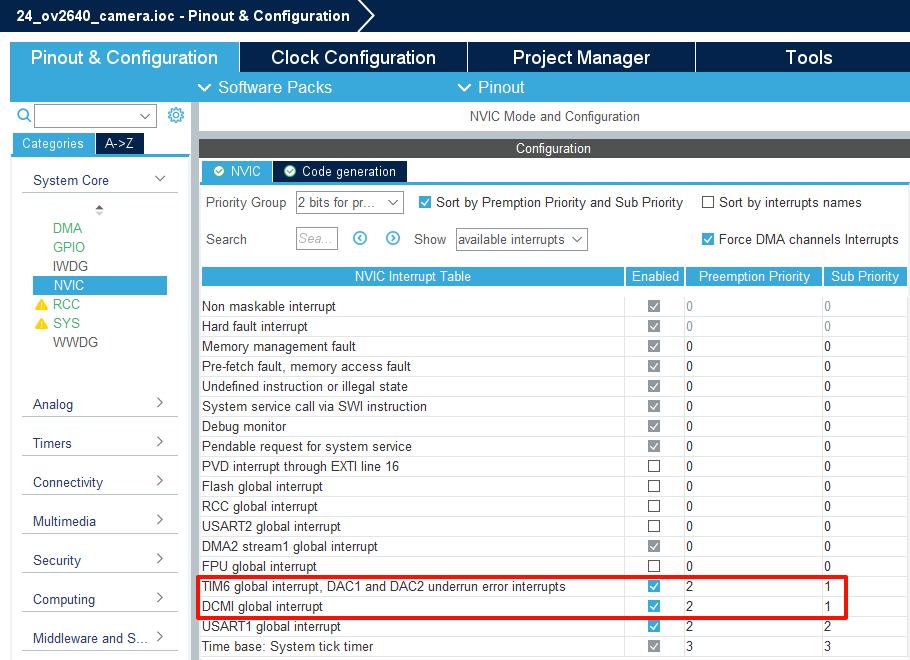 24_ov2640_camera.ioc - Pinout & Configuration
Pinout & Configuration Clock Configuration Project Manager Tools
Software Packs Pinout
NVIC Mode and Configuration
Categories A->Z
Configuration
NVIC Code generation
System Core
Priority Group 2 bits for pr... Sort by Premption Priority and Sub Priority Sort by interrupts names
DMA
GPIO
IWDG
NVIC
RCC
SYS
WWDG
Search Sea... Show available interrupts Force DMA channels Interrupts
NVIC Interrupt Table Enabled Preemption Priority Sub Priority
Non maskable interrupt 0 0
Hard fault interrupt 0 0
Memory management fault 0 0
Pre-fetch fault, memory access fault 0 0
Undefined instruction or illegal state 0 0
System service call via SWI instruction 0 0
Debug monitor 0 0
Pendable request for system service 0 0
PVD interrupt through EXTI line 16 0 0
Flash global interrupt 0 0
RCC global interrupt 0 0
USART2 global interrupt 0 0
DMA2 stream1 global interrupt 0 0
FPU global interrupt 0 0
TIM6 global interrupt, DAC1 and DAC2 underrun error interrupts 2 1
DCMI global interrupt 2 1
USART1 global interrupt 2 2
Time base: System tick timer 3 3
Analog
Timers
Connectivity
Multimedia
Security
Computing
Middleware and S...